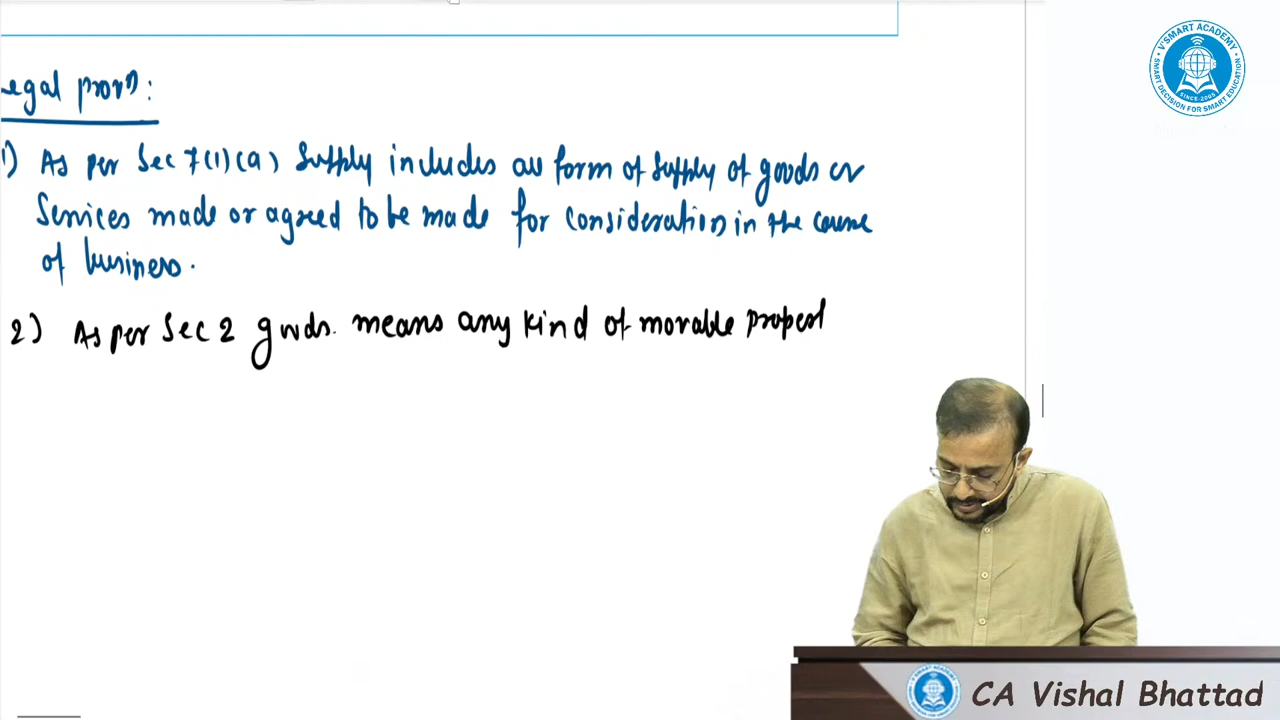 egal provn:
1) As per Sec 7(1)(a) Supply includes all form of supply of goods or
Services made or agreed to be made for consideration in the course
of business.
2) As per Sec 2 goods. means any kind of movable propert
V'SMART ACADEMY
SINCE-2005
SMART DECISION FOR SMART EDUCATION
CA Vishal Bhattad